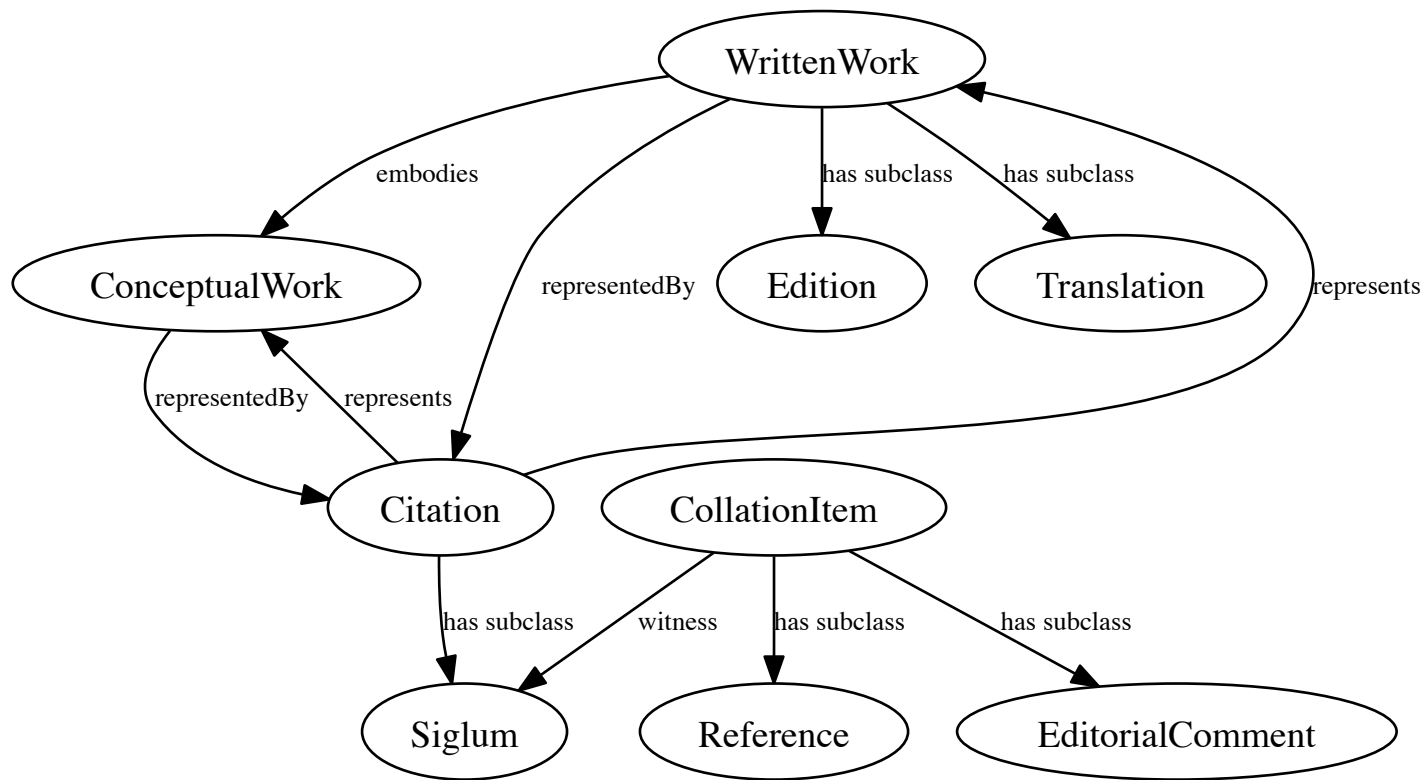 WrittenWork
embodies
has subclass
has subclass
ConceptualWork
representedBy
Edition
Translation
represents
representedBy
represents
Citation
CollationItem
has subclass
witness
has subclass
has subclass
Siglum
Reference
EditorialComment